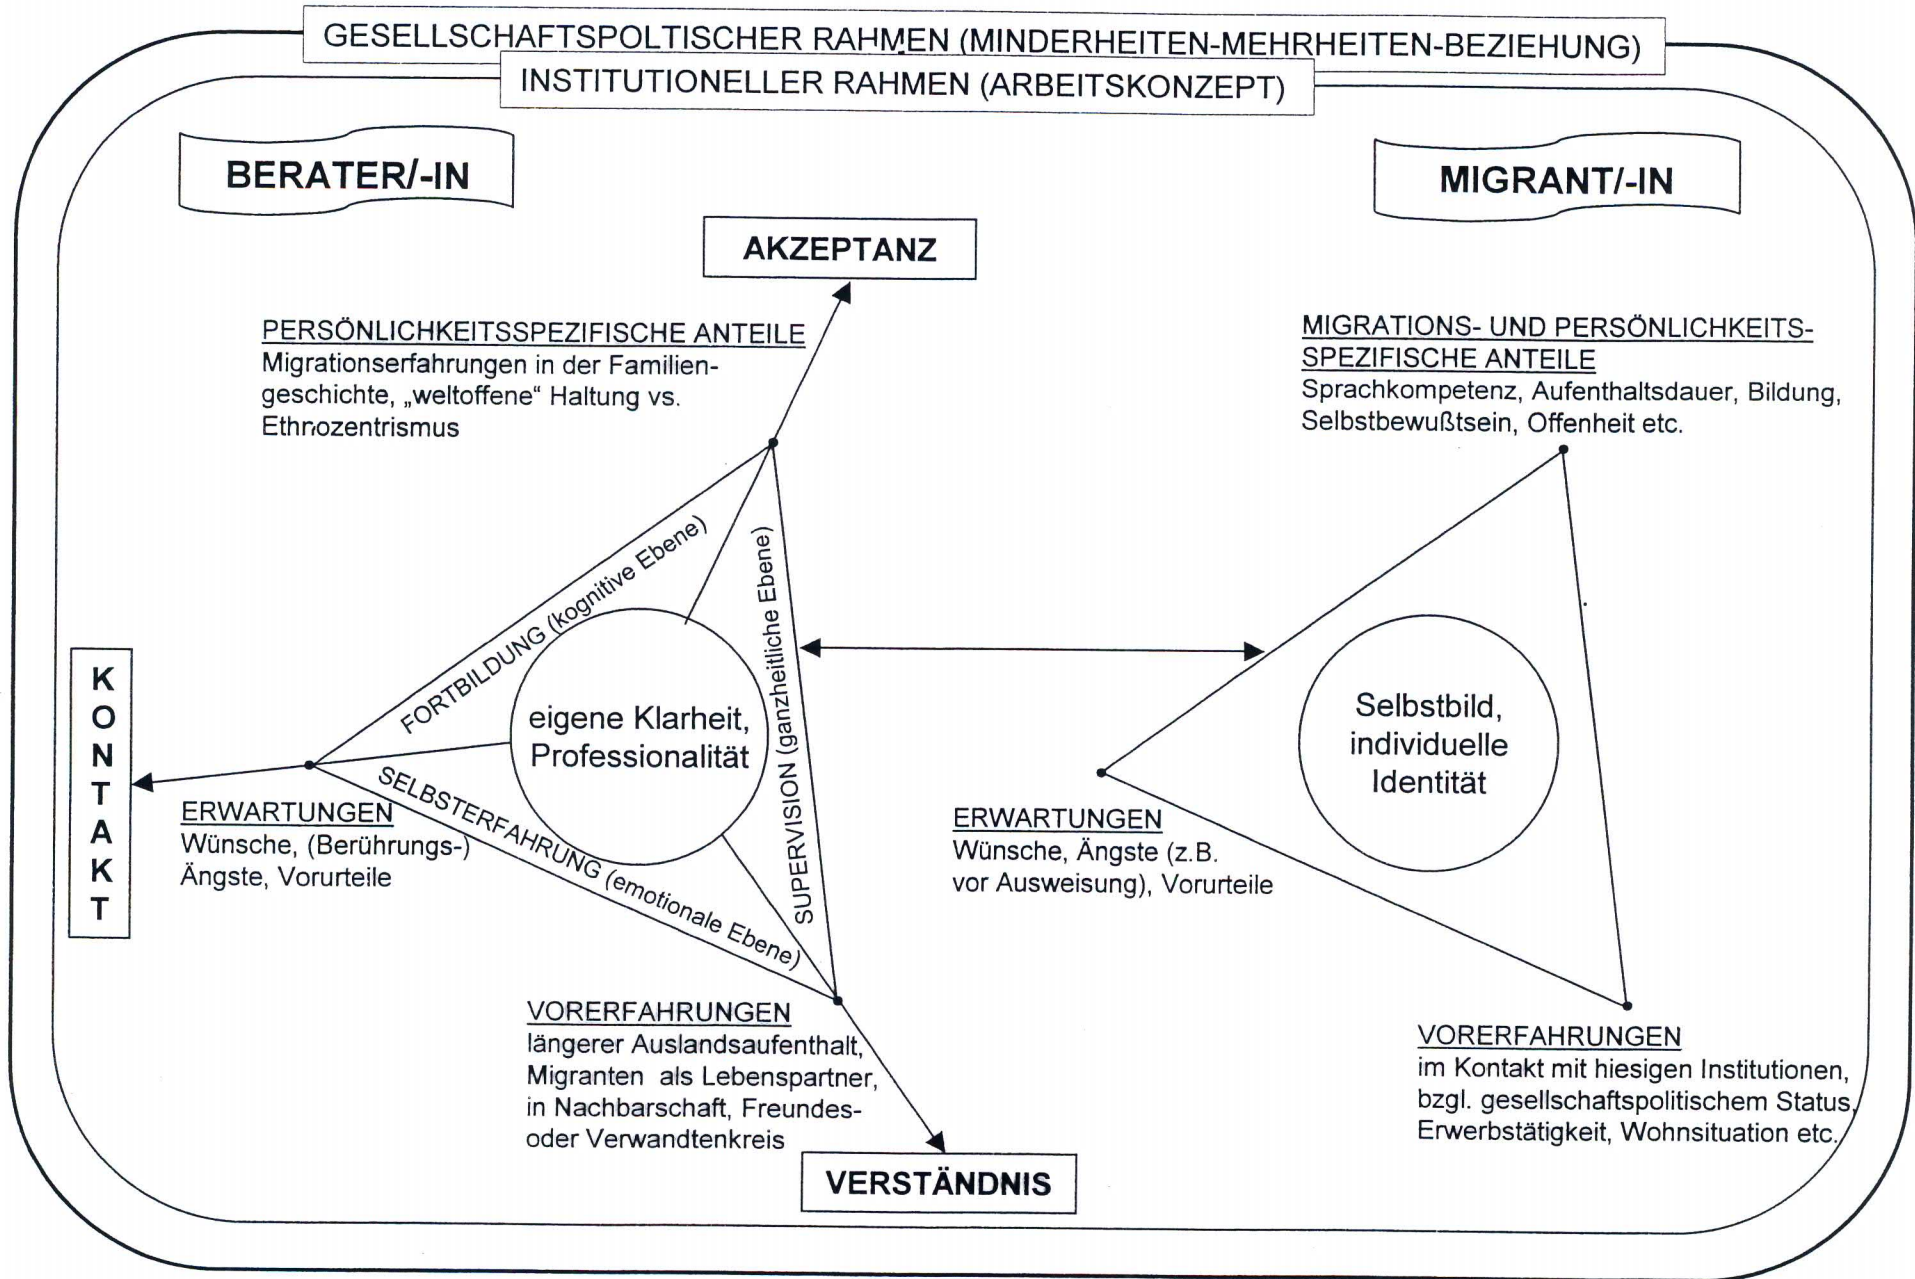 GESELLSCHAFTSPOLTISCHER RAHMEN (MINDERHEITEN-MEHRHEITEN-BEZIEHUNG)
INSTITUTIONELLER RAHMEN (ARBEITSKONZEPT)
BERATER/-IN
MIGRANT/-IN
AKZEPTANZ
PERSÖNLICHKEITSSPEZIFISCHE ANTEILE
Migrationserfahrungen in der Familien-
geschichte, „weltoffene“ Haltung vs.
Ethnozentrismus
MIGRATIONS- UND PERSÖNLICHKEITS-
SPEZIFISCHE ANTEILE
Sprachkompetenz, Aufenthaltsdauer, Bildung,
Selbstbewußtsein, Offenheit etc.
FORTBILDUNG (kognitive Ebene)
SUPERVISION (ganzheitliche Ebene)
SELBSTERFAHRUNG (emotionale Ebene)
eigene Klarheit,
Professionalität
Selbstbild,
individuelle
Identität
KONTAKT
ERWARTUNGEN
Wünsche, (Berührungs-)
Ängste, Vorurteile
ERWARTUNGEN
Wünsche, Ängste (z.B.
vor Ausweisung), Vorurteile
VORERFAHRUNGEN
längerer Auslandsaufenthalt,
Migranten als Lebenspartner,
in Nachbarschaft, Freundes-
oder Verwandtenkreis
VORERFAHRUNGEN
im Kontakt mit hiesigen Institutionen,
bzgl. gesellschaftspolitischem Status,
Erwerbstätigkeit, Wohnsituation etc.
VERSTÄNDNIS